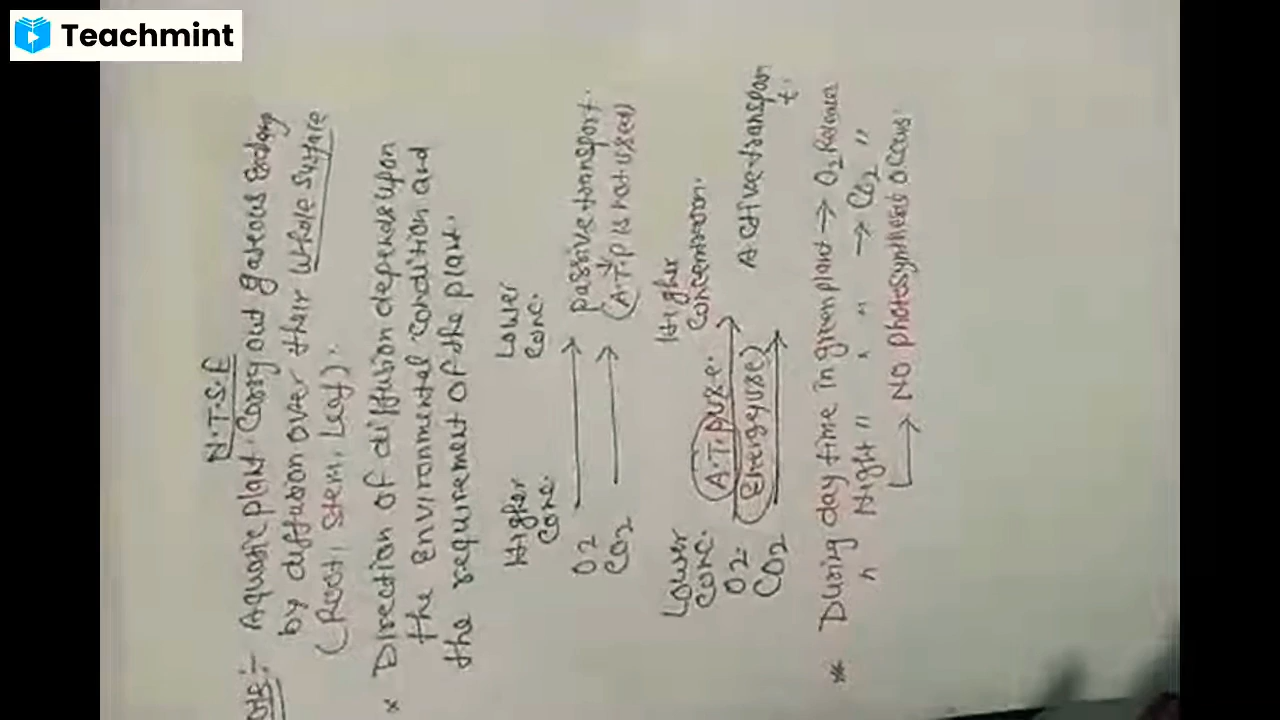 Teachmint
N.T.S.E
Aquatic plant Carry out gaseous
by diffusion over their whole surface
(Root, Stem, Leaf).
x Direction of diffusion depends upon
the Environmental condition and
the requirement of the plant.
Higher Lower
conc. conc.
O2 → passive transport.
CO2 → (A.T.P is not used)
Lower Higher
conc. concentration.
A.T.P use.
O2. →
(Energy use) Active transpor
CO2 → t.
* During day time in green plant → O2 Releases
" Night " " " → CO2 "
↳ NO photosynthesis occurs.